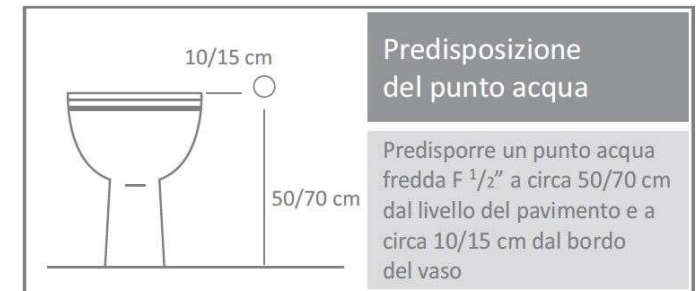 10/15 cm
50/70 cm
Predisposizione
del punto acqua
Predisporre un punto acqua
fredda F 1/2” a circa 50/70 cm
dal livello del pavimento e a
circa 10/15 cm dal bordo
del vaso